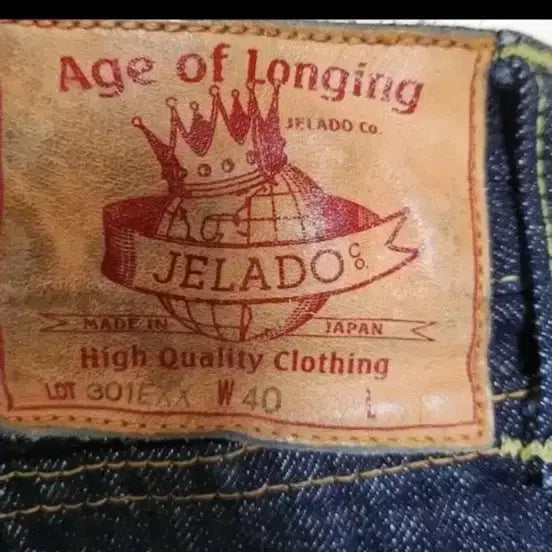 Age of Longing
JELADO Co.
JELADO Co.
MADE IN JAPAN
High Quality Clothing
LOT 301EXX W 40 L